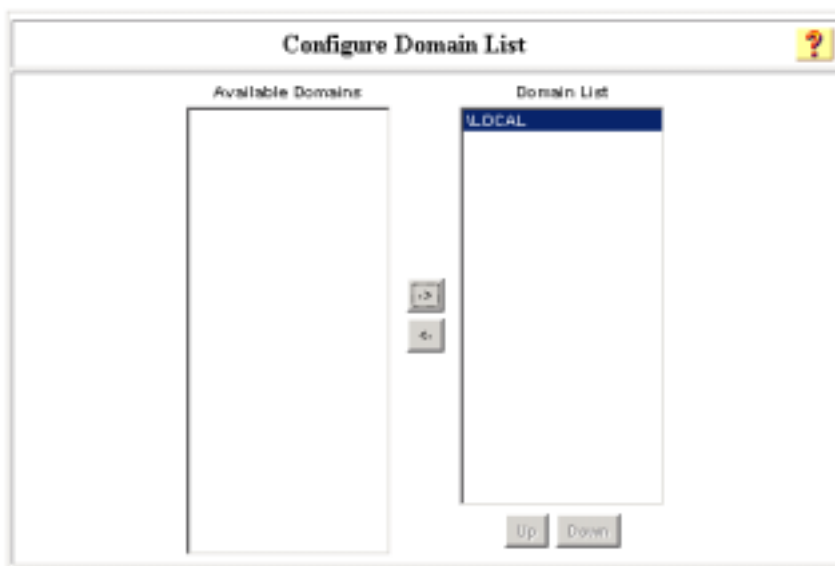 Configure Domain List
?
Available Domains
Domain List
\LOCAL
->
<-
Up
Down